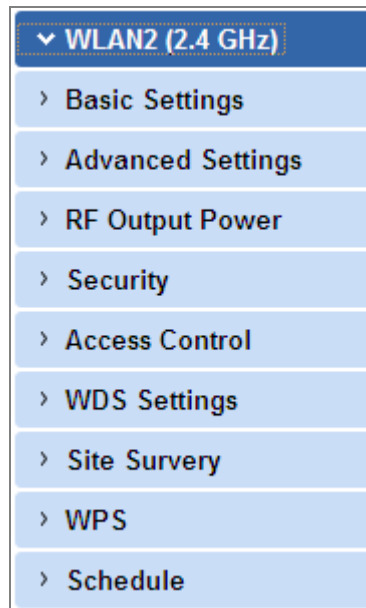 WLAN2 (2.4 GHz)
Basic Settings
Advanced Settings
RF Output Power
Security
Access Control
WDS Settings
Site Survery
WPS
Schedule